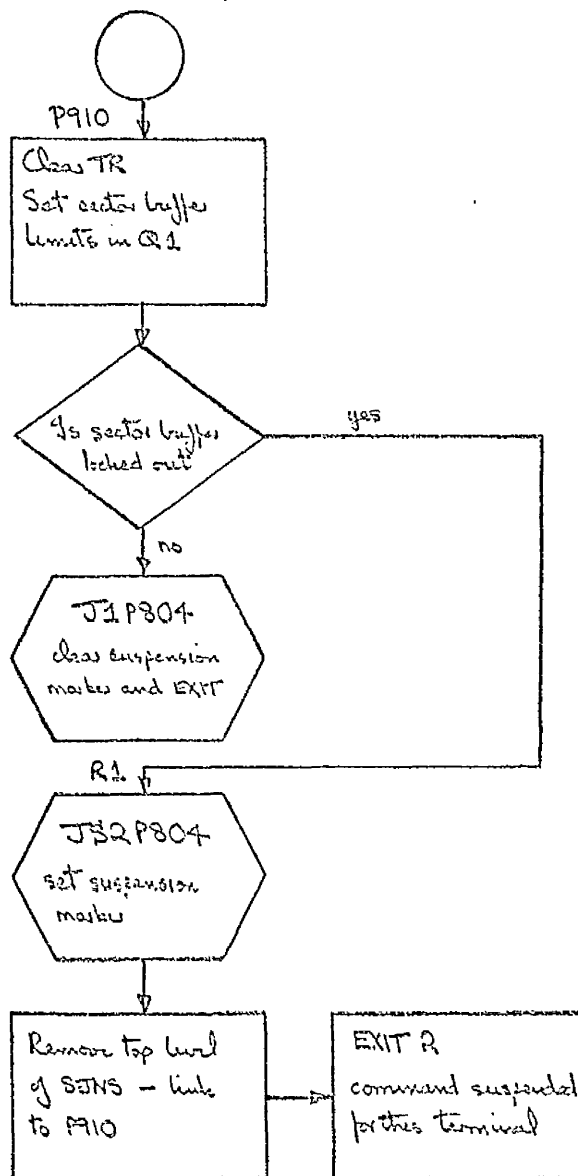 P910
Clear TR
Set sector buffer
limits in Q1
Is sector buffer
locked out
yes
no
J1P804
clear suspension
marker and EXIT
R1
JS2P804
set suspension
marker
Remove top level
of SJNS - link
to P910
EXIT 2
command suspended
for this terminal